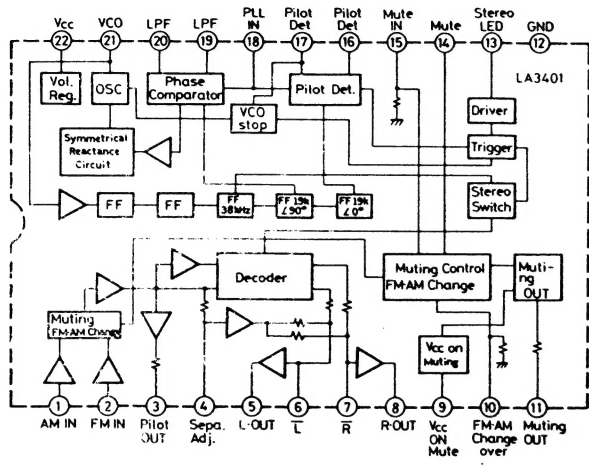 Vcc VCO LPF LPF PLL IN Pilot Det Pilot Det Mute IN Mute Stereo LED GND
22 21 20 19 18 17 16 15 14 13 12
LA3401
Vol. Reg.
OSC
Phase Comparator
Pilot Det.
Driver
VCO stop
Symmetrical Reactance Circuit
Trigger
FF
FF
FF 38kHz
FF 19k ∠90°
FF 19k ∠0°
Stereo Switch
Decoder
Muting Control FM-AM Change
Muting OUT
Muting FM-AM Change
Vcc on Muting
1 2 3 4 5 6 7 8 9 10 11
AM IN FM IN Pilot OUT Sepa. Adj. L-OUT L R R-OUT Vcc ON Mute FM-AM Change over Muting OUT